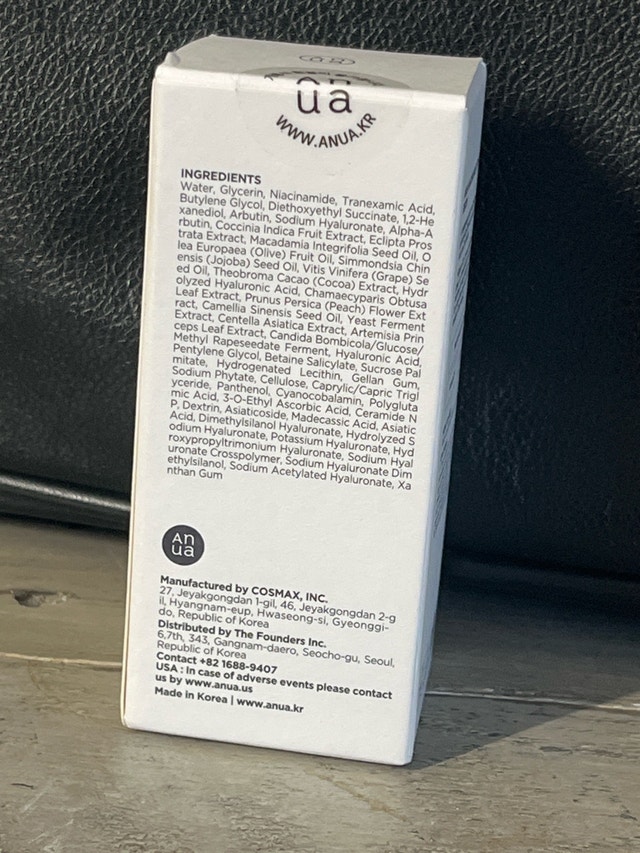 An
ua
WWW.ANUA.KR
INGREDIENTS
Water, Glycerin, Niacinamide, Tranexamic Acid,
Butylene Glycol, Diethoxyethyl Succinate, 1,2-He
xanediol, Arbutin, Sodium Hyaluronate, Alpha-A
rbutin, Coccinia Indica Fruit Extract, Eclipta Pros
trata Extract, Macadamia Integrifolia Seed Oil, O
lea Europaea (Olive) Fruit Oil, Simmondsia Chin
ensis (Jojoba) Seed Oil, Vitis Vinifera (Grape) Se
ed Oil, Theobroma Cacao (Cocoa) Extract, Hydr
olyzed Hyaluronic Acid, Chamaecyparis Obtusa
Leaf Extract, Prunus Persica (Peach) Flower Ext
ract, Camellia Sinensis Seed Oil, Yeast Ferment
Extract, Centella Asiatica Extract, Artemisia Prin
ceps Leaf Extract, Candida Bombicola/Glucose/
Methyl Rapeseedate Ferment, Hyaluronic Acid,
Pentylene Glycol, Betaine Salicylate, Sucrose Pal
mitate, Hydrogenated Lecithin, Gellan Gum,
Sodium Phytate, Cellulose, Caprylic/Capric Trigl
yceride, Panthenol, Cyanocobalamin, Polygluta
mic Acid, 3-O-Ethyl Ascorbic Acid, Ceramide N
P, Dextrin, Asiaticoside, Madecassic Acid, Asiatic
Acid, Dimethylsilanol Hyaluronate, Hydrolyzed S
odium Hyaluronate, Potassium Hyaluronate, Hyd
roxypropyltrimonium Hyaluronate, Sodium Hyal
uronate Crosspolymer, Sodium Hyaluronate Dim
ethylsilanol, Sodium Acetylated Hyaluronate, Xa
nthan Gum
An
ua
Manufactured by COSMAX, INC.
27, Jeyakgongdan 1-gil, 46, Jeyakgongdan 2-g
il, Hyangnam-eup, Hwaseong-si, Gyeonggi-
do, Republic of Korea
Distributed by The Founders Inc.
6,7th, 343, Gangnam-daero, Seocho-gu, Seoul,
Republic of Korea
Contact +82 1688-9407
USA : In case of adverse events please contact
us by www.anua.us
Made in Korea | www.anua.kr